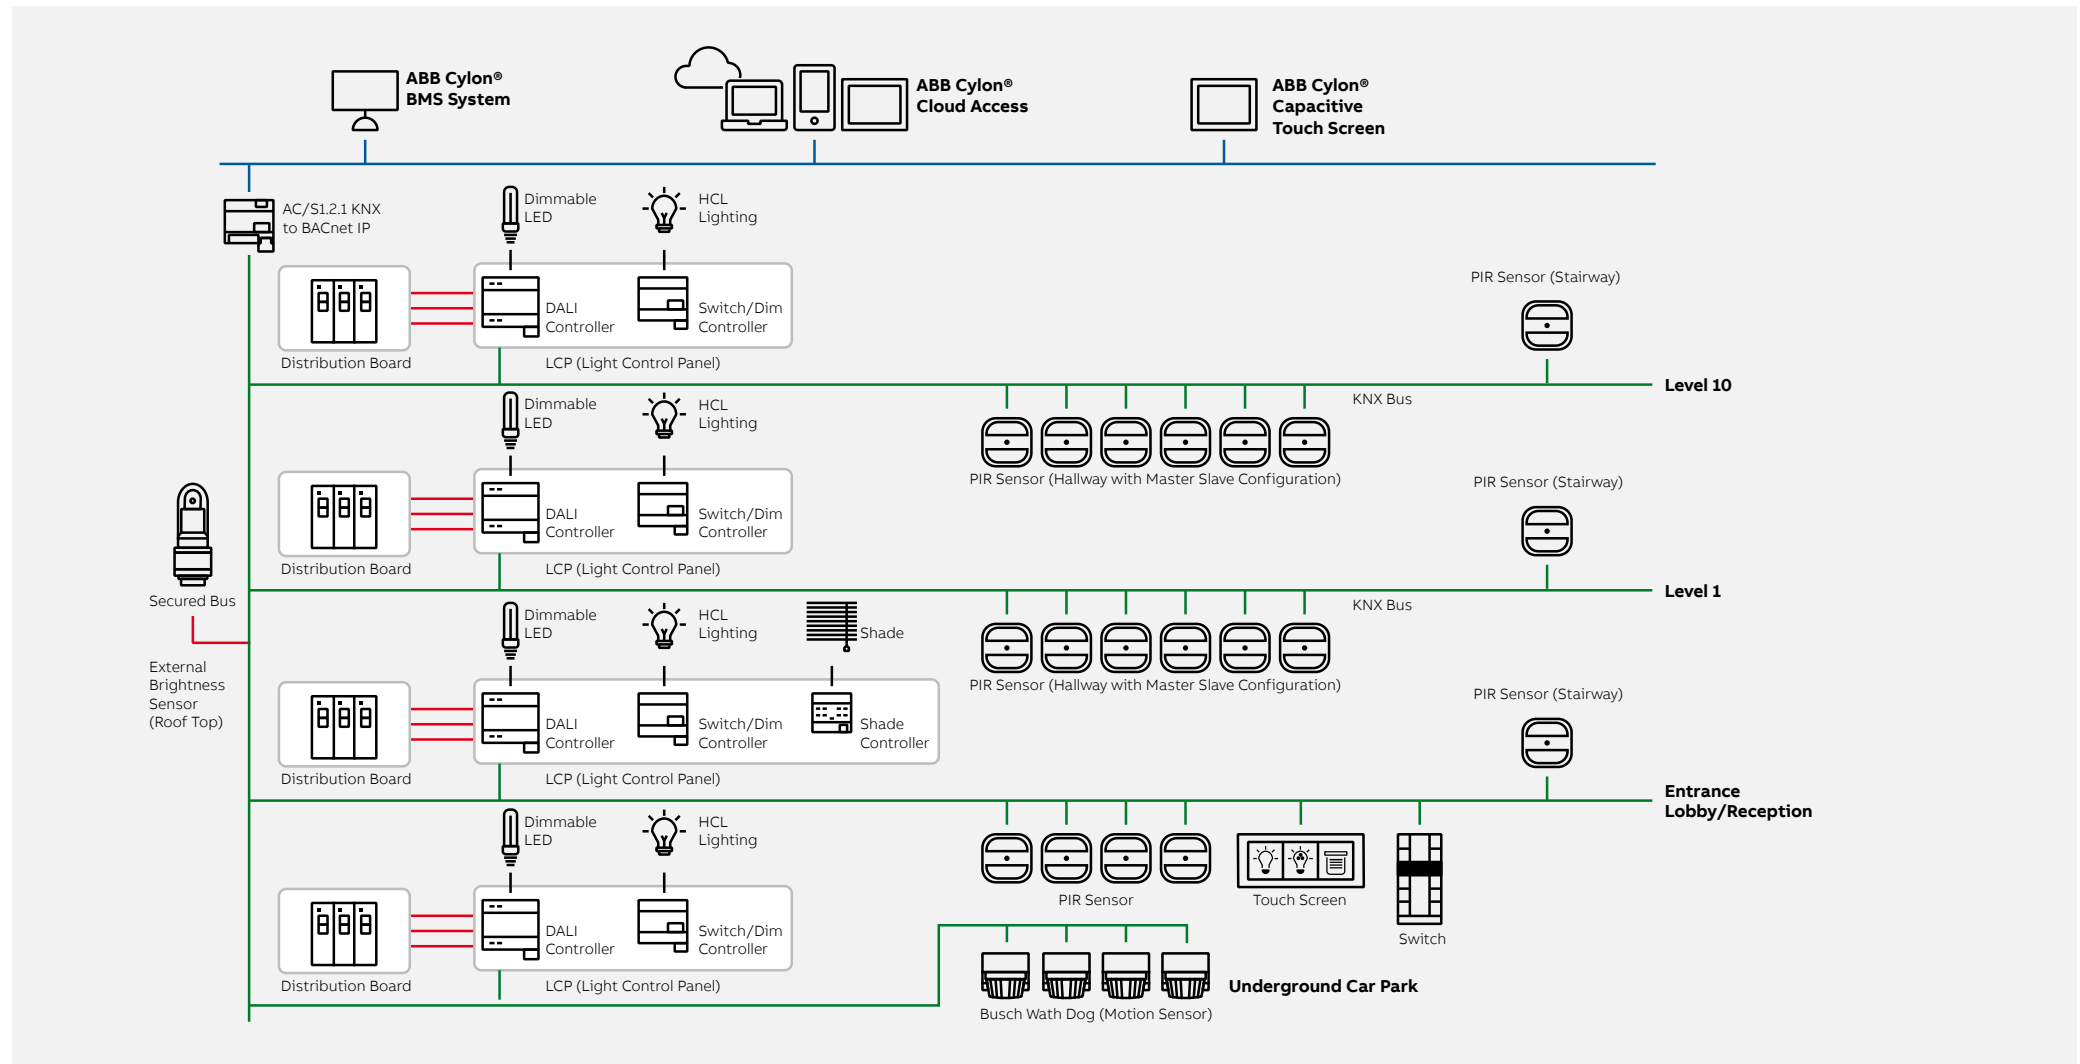 ABB Cylon®
BMS System
ABB Cylon®
Cloud Access
ABB Cylon®
Capacitive
Touch Screen
AC/S1.2.1 KNX
to BACnet IP
Dimmable
LED
HCL
Lighting
DALI
Controller
Switch/Dim
Controller
Distribution Board
LCP (Light Control Panel)
PIR Sensor (Stairway)
Level 10
KNX Bus
PIR Sensor (Hallway with Master Slave Configuration)
Dimmable
LED
HCL
Lighting
DALI
Controller
Switch/Dim
Controller
Distribution Board
LCP (Light Control Panel)
PIR Sensor (Stairway)
Level 1
KNX Bus
PIR Sensor (Hallway with Master Slave Configuration)
Secured Bus
External
Brightness
Sensor
(Roof Top)
Dimmable
LED
HCL
Lighting
Shade
DALI
Controller
Switch/Dim
Controller
Shade
Controller
Distribution Board
LCP (Light Control Panel)
PIR Sensor (Stairway)
Entrance
Lobby/Reception
PIR Sensor
Touch Screen
Switch
Dimmable
LED
HCL
Lighting
DALI
Controller
Switch/Dim
Controller
Distribution Board
LCP (Light Control Panel)
Underground Car Park
Busch Wath Dog (Motion Sensor)